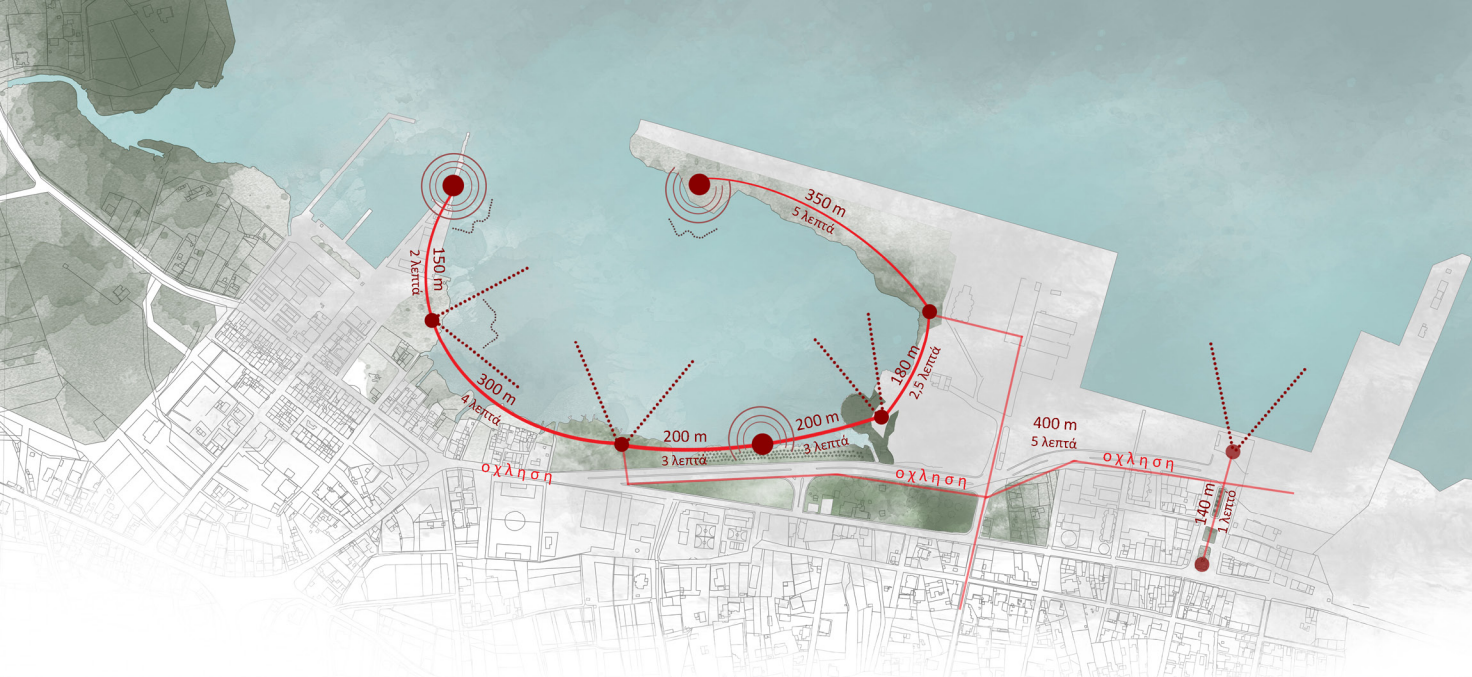 350 m
5 λεπτά
150 m
2 λεπτά
180 m
2,5 λεπτά
300 m
4 λεπτά
200 m
3 λεπτά
200 m
3 λεπτά
400 m
5 λεπτά
οχληση
οχληση
οχληση
140 m
1 λεπτό